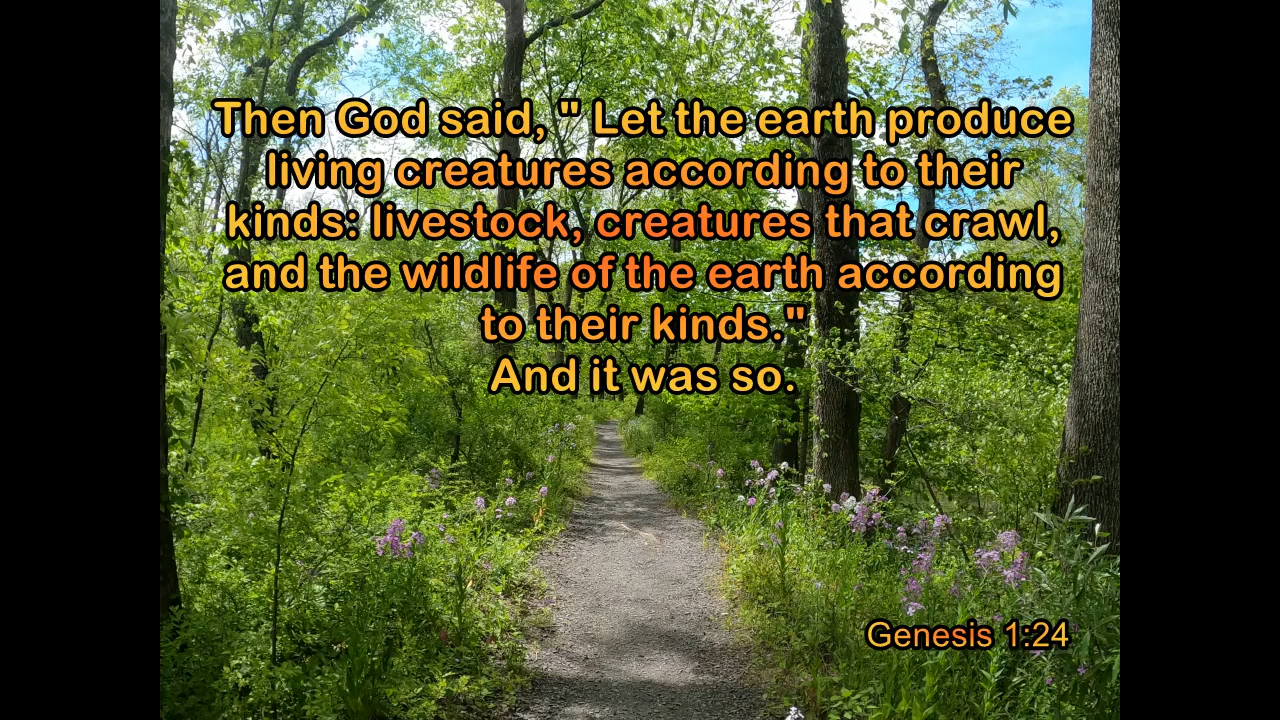 Then God said, " Let the earth produce
living creatures according to their
kinds: livestock, creatures that crawl,
and the wildlife of the earth according
to their kinds."
And it was so.
Genesis 1:24